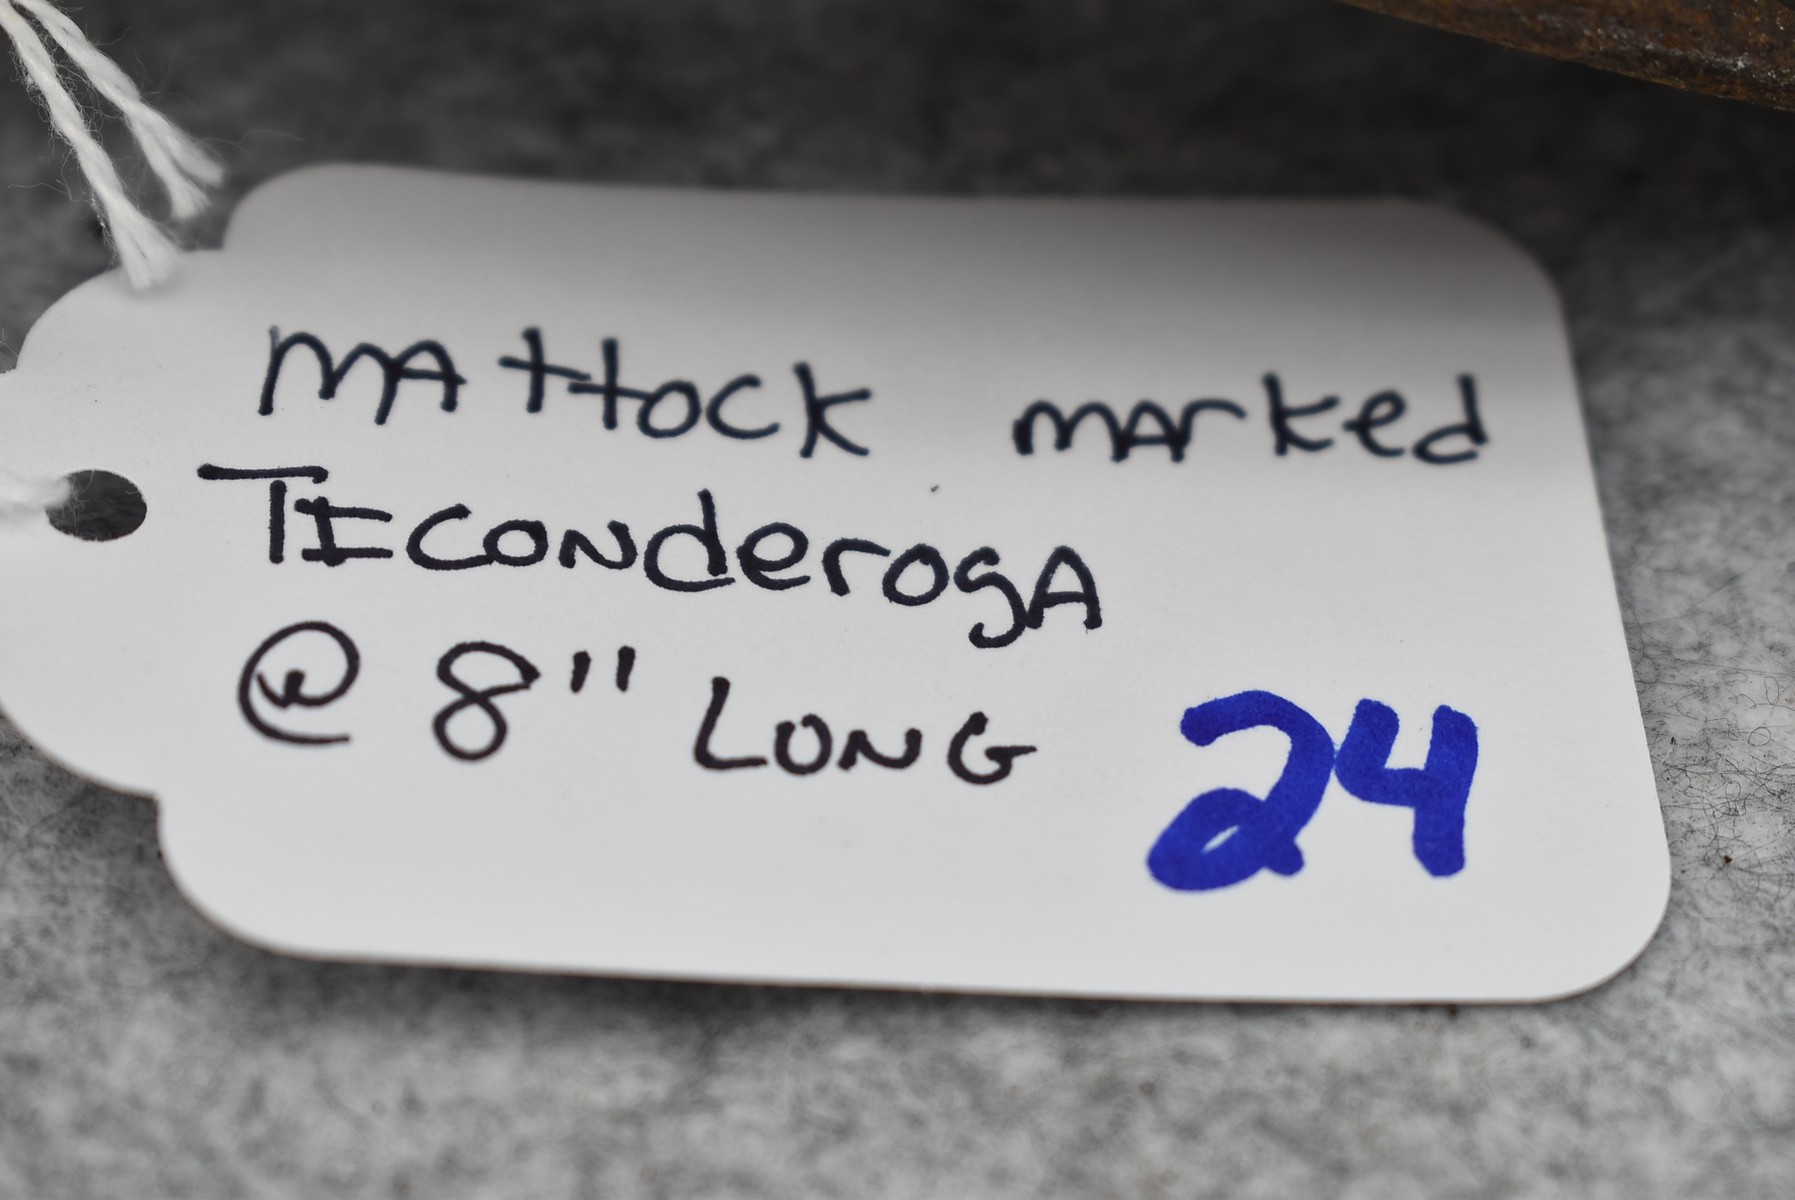 MATTOCK marked
TICONderogA
@ 8" LONG 24